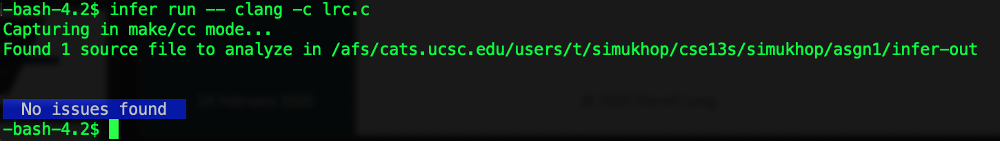 -bash-4.2$ infer run -- clang -c lrc.c
Capturing in make/cc mode...
Found 1 source file to analyze in /afs/cats.ucsc.edu/users/t/simukhop/cse13s/simukhop/asgn1/infer-out
No issues found
-bash-4.2$